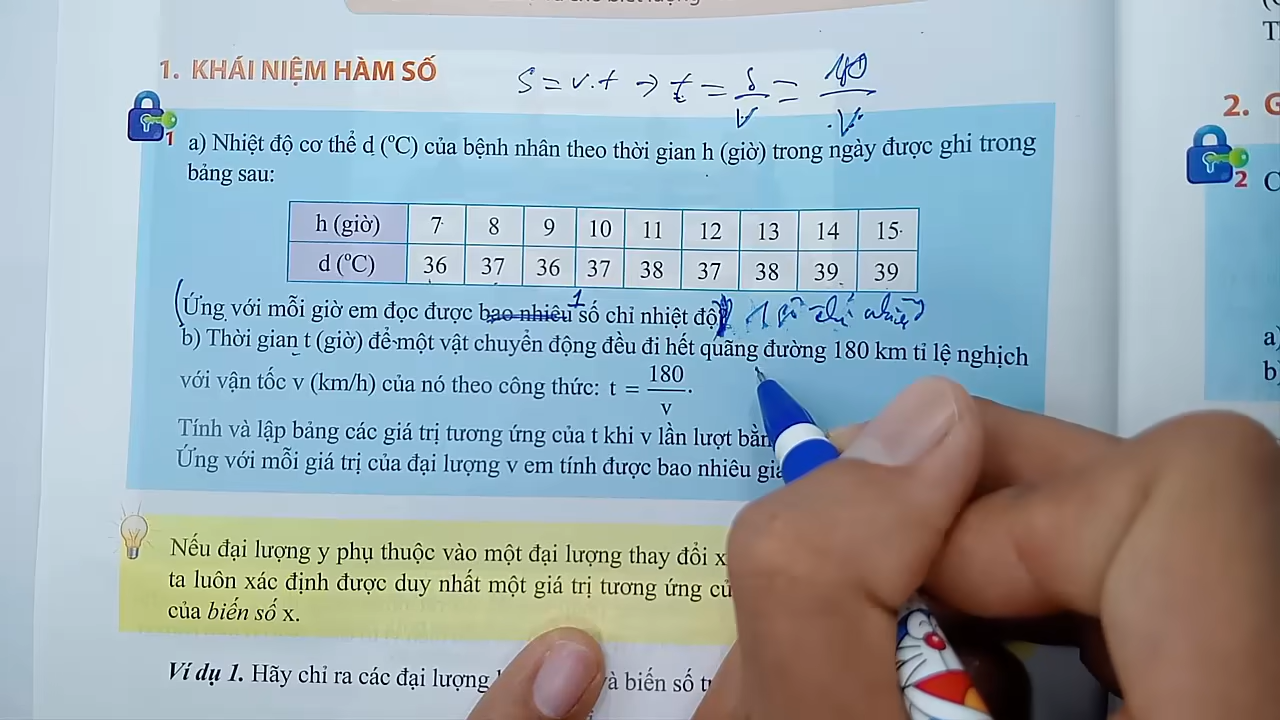 1. KHÁI NIỆM HÀM SỐ
S = v.t → t = s/v = 180/v
1 a) Nhiệt độ cơ thể d (°C) của bệnh nhân theo thời gian h (giờ) trong ngày được ghi trong
bảng sau:
h (giờ) 7 8 9 10 11 12 13 14 15
d (°C) 36 37 36 37 38 37 38 39 39
1
Ứng với mỗi giờ em đọc được bao nhiêu số chỉ nhiệt độ
b) Thời gian t (giờ) để một vật chuyển động đều đi hết quãng đường 180 km tỉ lệ nghịch
với vận tốc v (km/h) của nó theo công thức: t = 180/v.
Tính và lập bảng các giá trị tương ứng của t khi v lần lượt
Ứng với mỗi giá trị của đại lượng v em tính được bao nhiêu
Nếu đại lượng y phụ thuộc vào một đại lượng thay đổi x
ta luôn xác định được duy nhất một giá trị tương ứng
của biến số x.
Ví dụ 1. Hãy chỉ ra các đại lượng và biến số
2.
2
a)
b